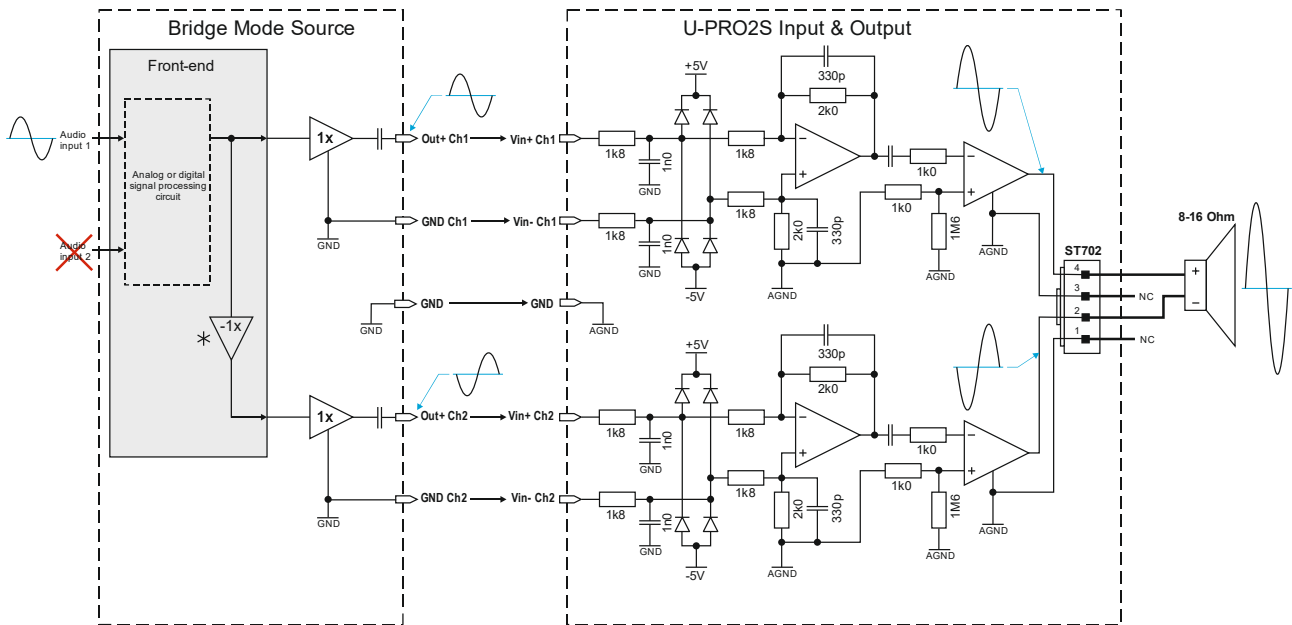 Bridge Mode Source
Front-end
Audio
input 1
Analog or digital
signal processing
circuit
Audio
input 2
-1x
*
1x
GND
1x
GND
Out+ Ch1
Vin+ Ch1
GND Ch1
Vin- Ch1
GND
GND
GND
AGND
Out+ Ch2
Vin+ Ch2
GND Ch2
Vin- Ch2
U-PRO2S Input & Output
+5V
330p
2k0
1k8
1n0
GND
1k8
−
+
1k0
−
+
1k8
1k8
1n0
GND
-5V
2k0
330p
AGND
1k0
1M6
AGND
AGND
+5V
330p
2k0
1k8
1n0
GND
1k8
−
+
1k0
−
+
1k8
1k8
1n0
GND
-5V
2k0
330p
AGND
1k0
1M6
AGND
AGND
ST702
4
3
2
1
NC
NC
8-16 Ohm
+
−